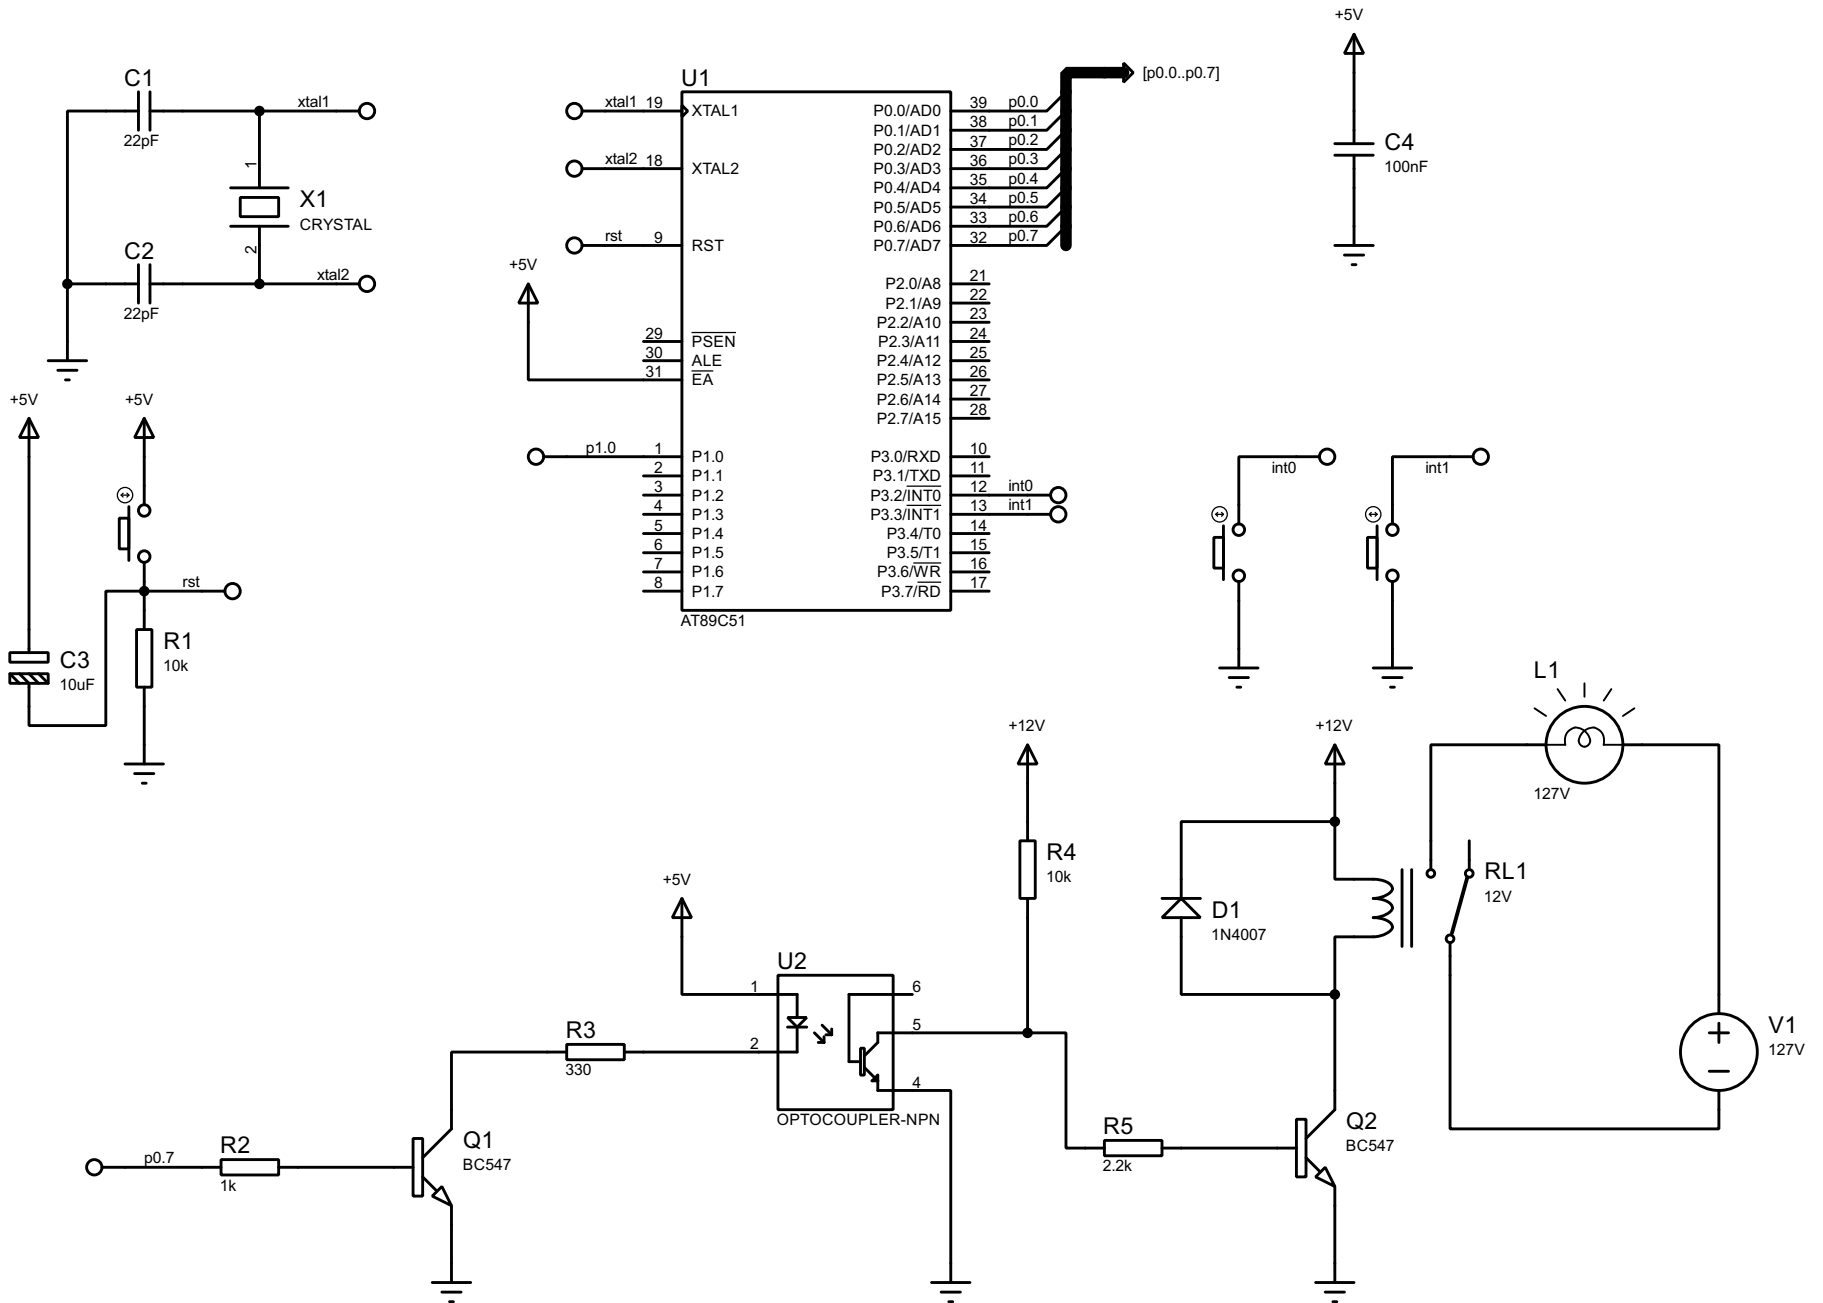 +5V
C4
100nF
C1
22pF
xtal1
1
X1
CRYSTAL
2
C2
22pF
xtal2
U1
xtal1 19 XTAL1
xtal2 18 XTAL2
rst 9 RST
+5V
29 PSEN
30 ALE
31 EA
p1.0 1 P1.0
2 P1.1
3 P1.2
4 P1.3
5 P1.4
6 P1.5
7 P1.6
8 P1.7
P0.0/AD0 39 p0.0
P0.1/AD1 38 p0.1
P0.2/AD2 37 p0.2
P0.3/AD3 36 p0.3
P0.4/AD4 35 p0.4
P0.5/AD5 34 p0.5
P0.6/AD6 33 p0.6
P0.7/AD7 32 p0.7
[p0.0..p0.7]
P2.0/A8 21
P2.1/A9 22
P2.2/A10 23
P2.3/A11 24
P2.4/A12 25
P2.5/A13 26
P2.6/A14 27
P2.7/A15 28
P3.0/RXD 10
P3.1/TXD 11
P3.2/INT0 12 int0
P3.3/INT1 13 int1
P3.4/T0 14
P3.5/T1 15
P3.6/WR 16
P3.7/RD 17
AT89C51
+5V
+5V
rst
R1
10k
C3
10uF
int0
int1
L1
127V
+12V
+12V
R4
10k
RL1
12V
D1
1N4007
+5V
U2
1
2
6
5
4
OPTOCOUPLER-NPN
R3
330
V1
127V
p0.7
R2
1k
Q1
BC547
R5
2.2k
Q2
BC547